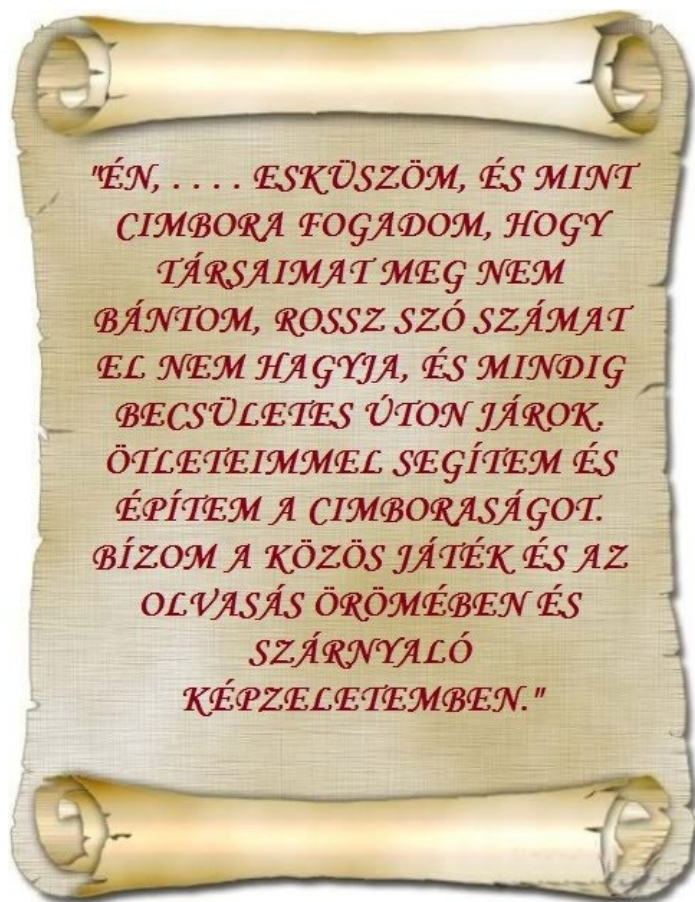 "ÉN, . . . . ESKÜSZÖM, ÉS MINT
CIMBORA FOGADOM, HOGY
TÁRSAIMAT MEG NEM
BÁNTOM, ROSSZ SZÓ SZÁMAT
EL NEM HAGYJA, ÉS MINDIG
BECSÜLETES ÚTON JÁROK.
ÖTLETEIMMEL SEGÍTEM ÉS
ÉPÍTEM A CIMBORASÁGOT.
BÍZOM A KÖZÖS JÁTÉK ÉS AZ
OLVASÁS ÖRÖMÉBEN ÉS
SZÁRNYALÓ
KÉPZELETEMBEN."